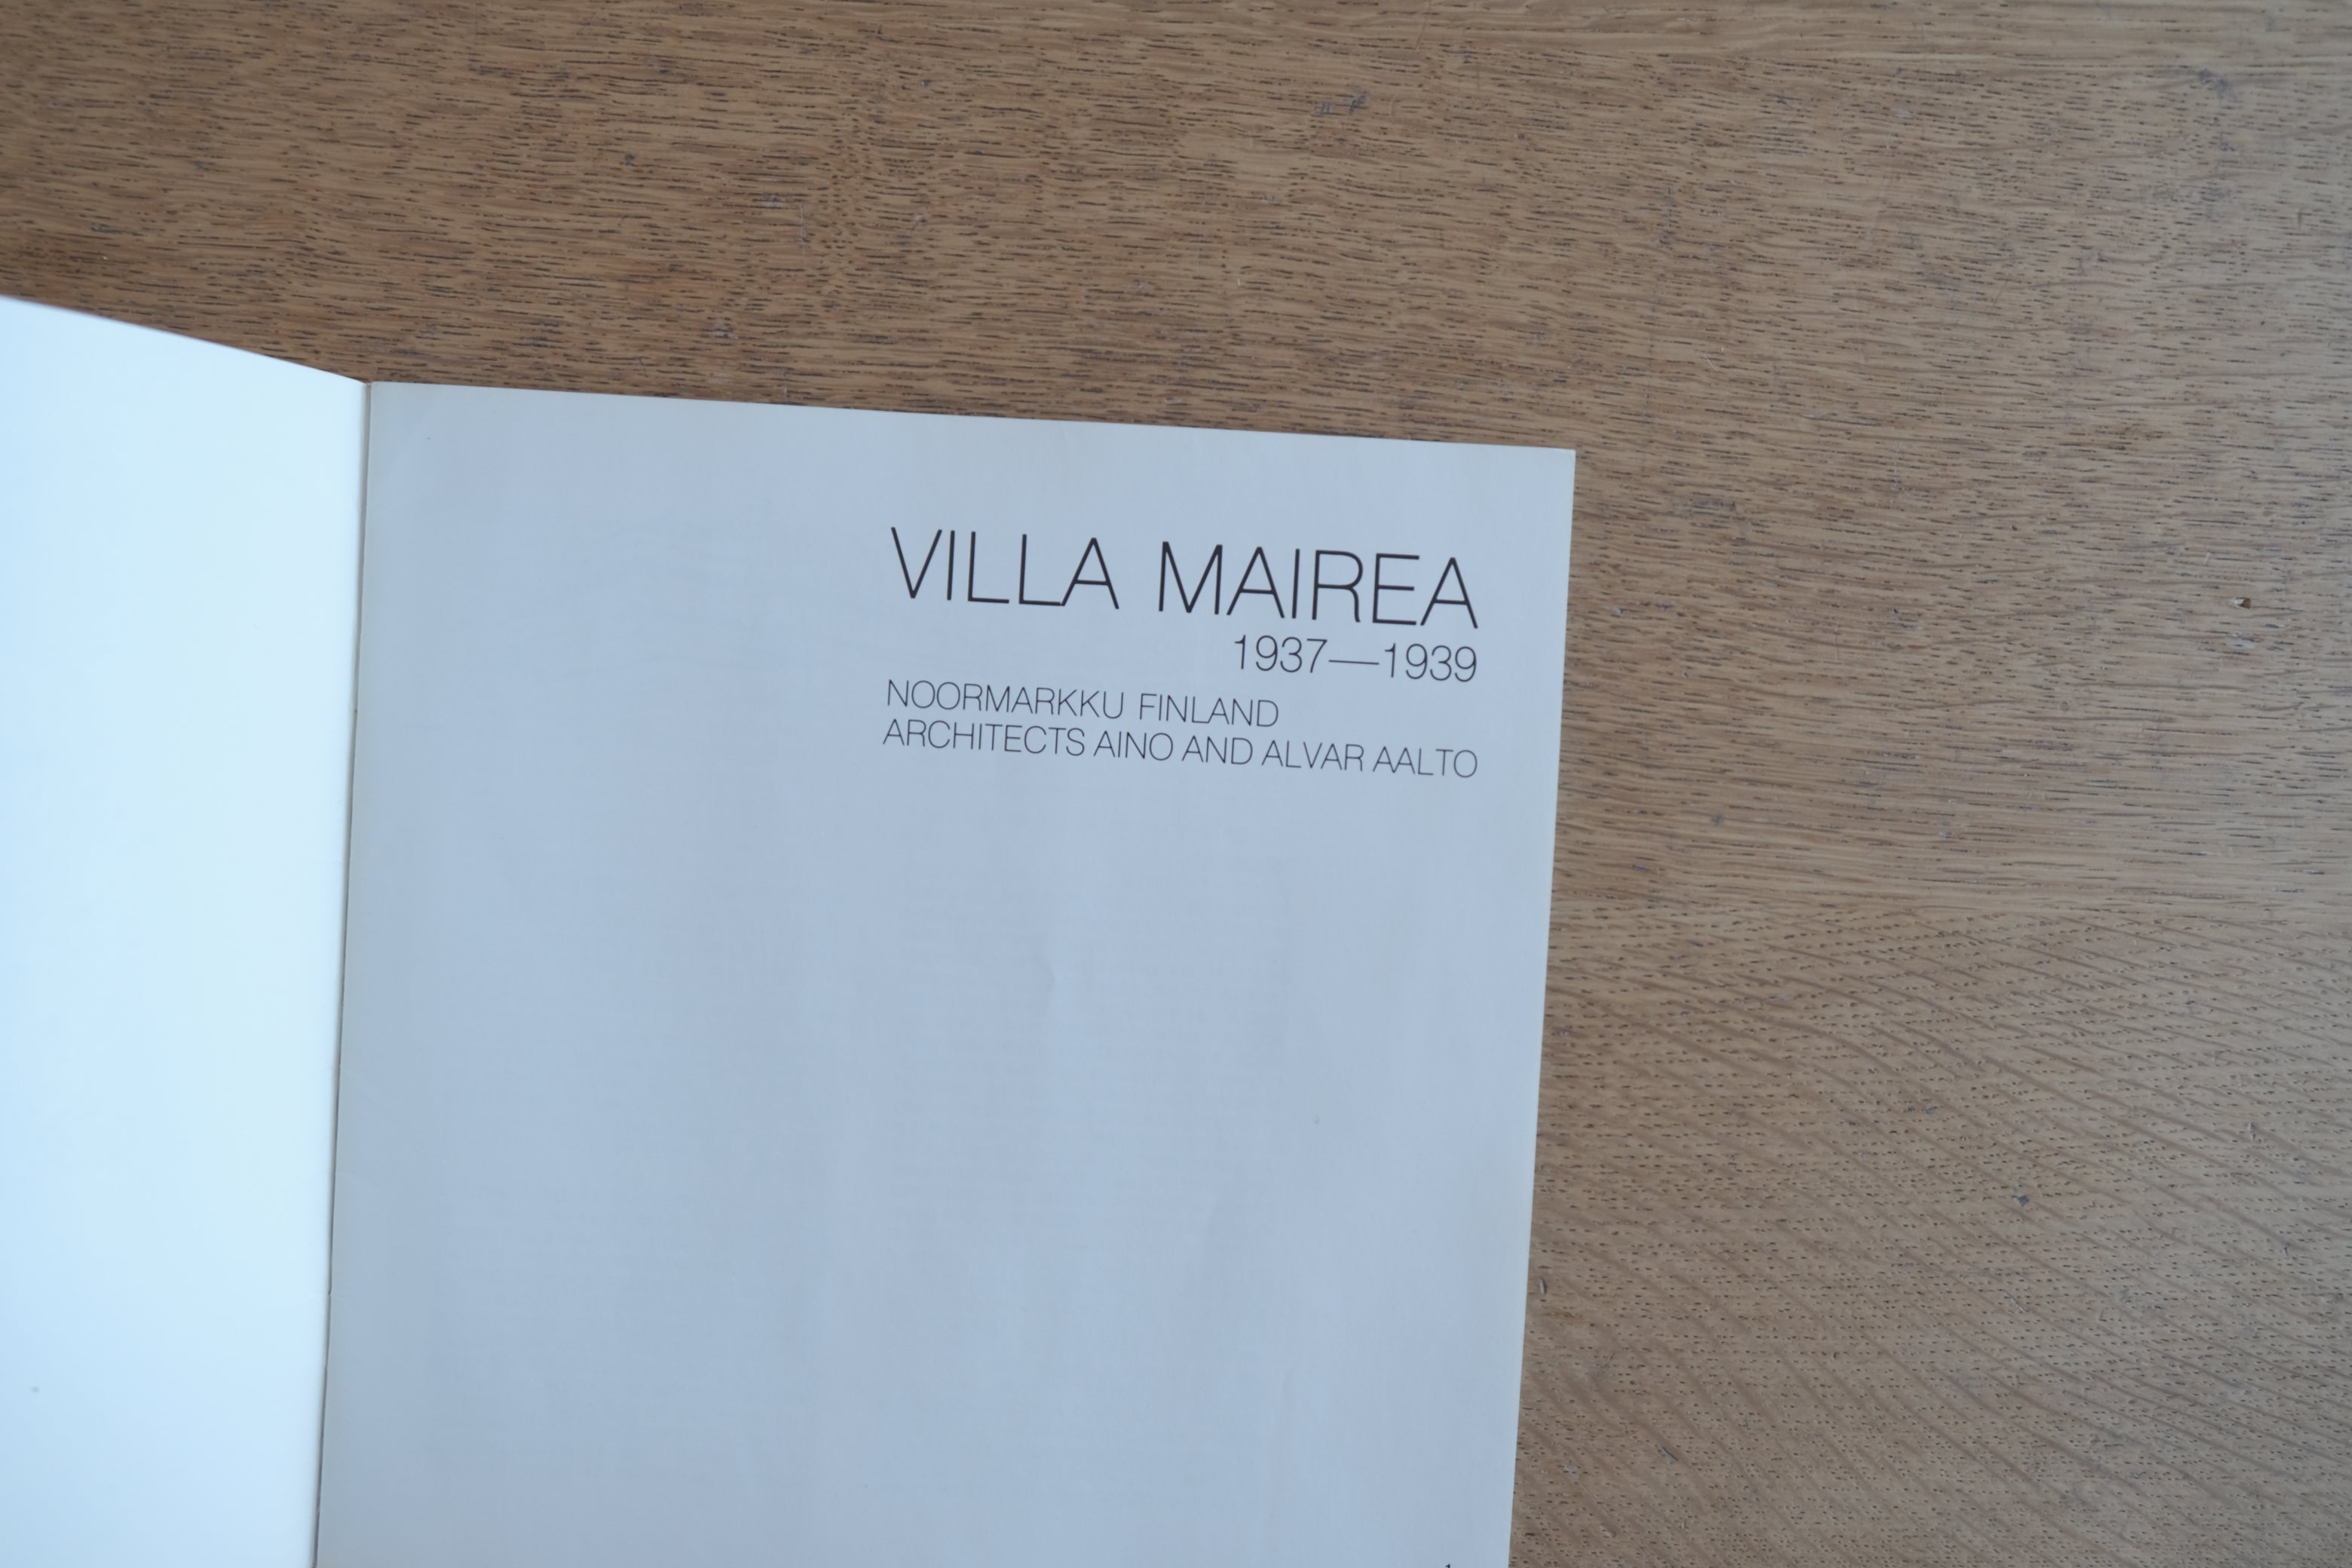 VILLA MAIREA
1937—1939
NOORMARKKU FINLAND
ARCHITECTS AINO AND ALVAR AALTO